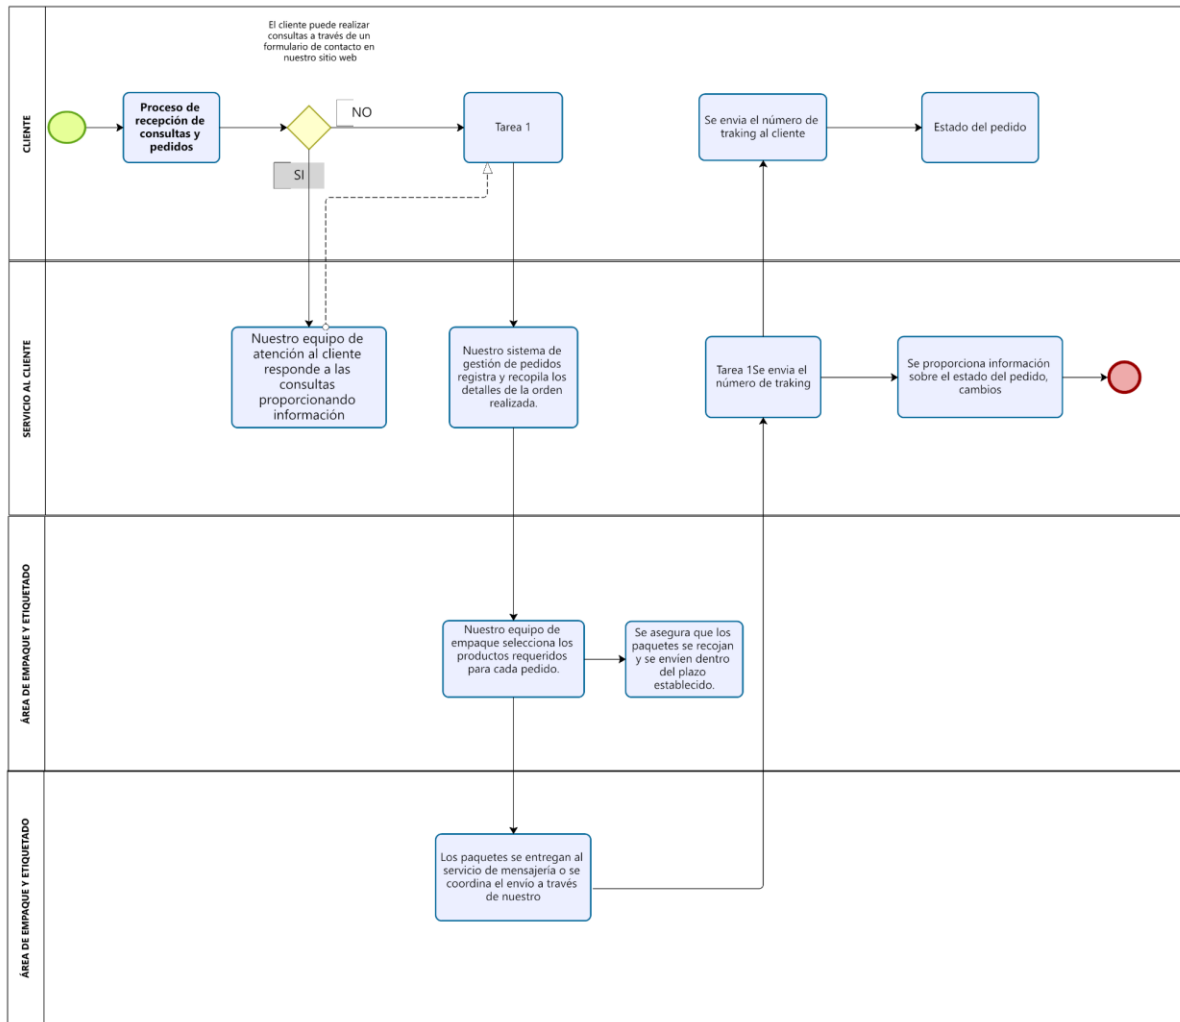 El cliente puede realizar
consultas a través de un
formulario de contacto en
nuestro sitio web
CLIENTE
Proceso de
recepción de
consultas y
pedidos
NO
SI
Tarea 1
Se envia el número de
traking al cliente
Estado del pedido
SERVICIO AL CLIENTE
Nuestro equipo de
atención al cliente
responde a las
consultas
proporcionando
información
Nuestro sistema de
gestión de pedidos
registra y recopila los
detalles de la orden
realizada.
Tarea 1Se envia el
número de traking
Se proporciona información
sobre el estado del pedido,
cambios
ÁREA DE EMPAQUE Y ETIQUETADO
Nuestro equipo de
empaque selecciona los
productos requeridos
para cada pedido.
Se asegura que los
paquetes se recojan
y se envíen dentro
del plazo
establecido.
ÁREA DE EMPAQUE Y ETIQUETADO
Los paquetes se entregan al
servicio de mensajería o se
coordina el envío a través
de nuestro